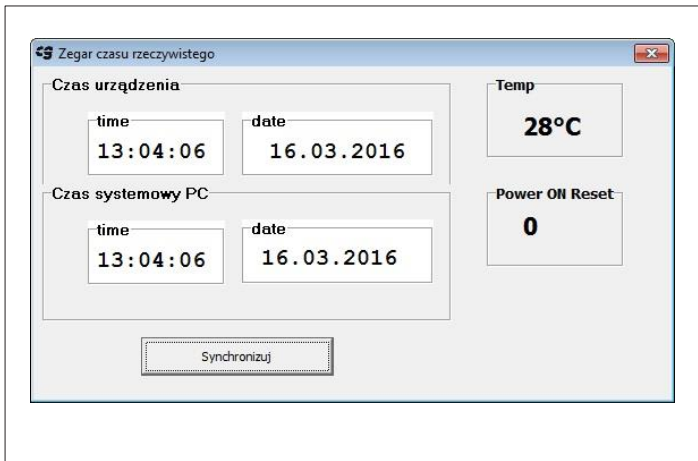 Zegar czasu rzeczywistego
Czas urządzenia
time
13:04:06
date
16.03.2016
Temp
28°C
Czas systemowy PC
time
13:04:06
date
16.03.2016
Power ON Reset
0
Synchronizuj